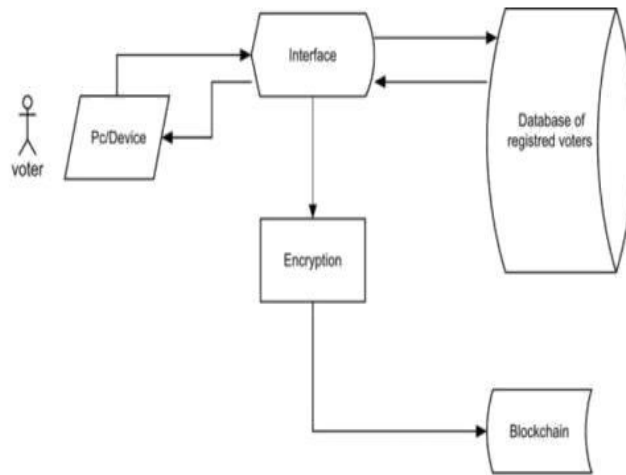 Interface
Pc/Device
voter
Database of
registred voters
Encryption
Blockchain